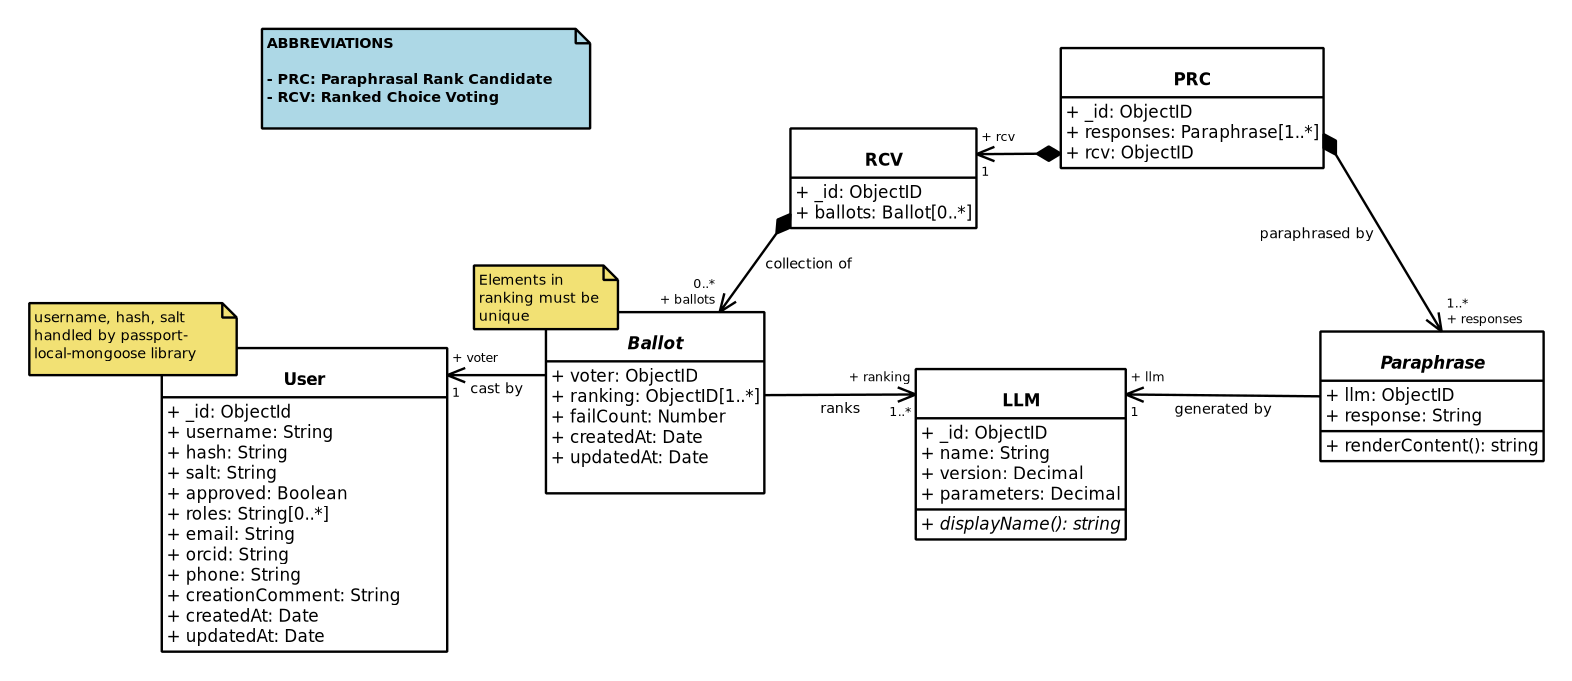 ABBREVIATIONS
- PRC: Paraphrasal Rank Candidate
- RCV: Ranked Choice Voting
PRC
+ _id: ObjectID
+ responses: Paraphrase[1..*]
+ rcv: ObjectID
+ rcv
1
RCV
+ _id: ObjectID
+ ballots: Ballot[0..*]
paraphrased by
collection of
0..*
+ ballots
1..*
+ responses
Elements in
ranking must be
unique
username, hash, salt
handled by passport-
local-mongoose library
Ballot
+ voter: ObjectID
+ ranking: ObjectID[1..*]
+ failCount: Number
+ createdAt: Date
+ updatedAt: Date
+ voter
1
cast by
User
+ _id: ObjectId
+ username: String
+ hash: String
+ salt: String
+ approved: Boolean
+ roles: String[0..*]
+ email: String
+ orcid: String
+ phone: String
+ creationComment: String
+ createdAt: Date
+ updatedAt: Date
+ ranking
ranks
1..*
LLM
+ _id: ObjectID
+ name: String
+ version: Decimal
+ parameters: Decimal
+ displayName(): string
+ llm
1
generated by
Paraphrase
+ llm: ObjectID
+ response: String
+ renderContent(): string